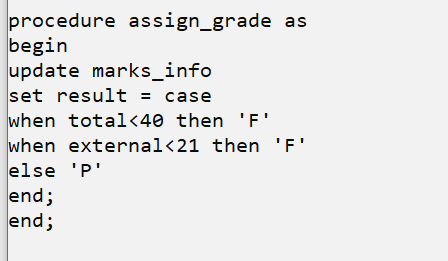 procedure assign_grade as
begin
update marks_info
set result = case
when total<40 then 'F'
when external<21 then 'F'
else 'P'
end;
end;